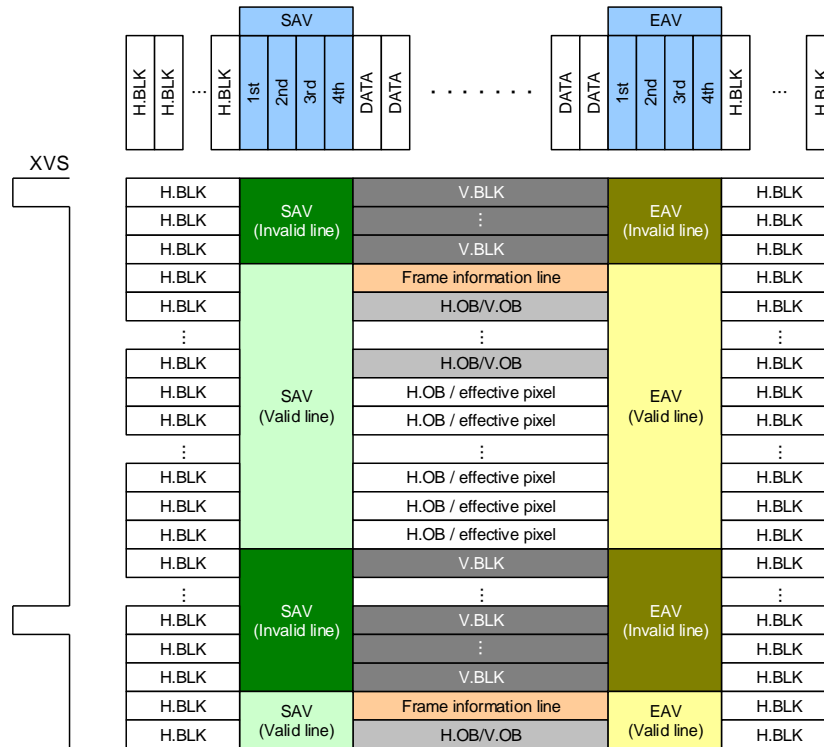 SAV EAV
H.BLK H.BLK ... H.BLK 1st 2nd 3rd 4th DATA DATA ....... DATA DATA 1st 2nd 3rd 4th H.BLK ... H.BLK
XVS
H.BLK V.BLK H.BLK
H.BLK SAV (Invalid line) ⋮ EAV (Invalid line) H.BLK
H.BLK V.BLK H.BLK
H.BLK Frame information line H.BLK
H.BLK H.OB/V.OB H.BLK
⋮ ⋮ ⋮
H.BLK H.OB/V.OB H.BLK
H.BLK SAV (Valid line) H.OB / effective pixel EAV (Valid line) H.BLK
H.BLK H.OB / effective pixel H.BLK
⋮ ⋮ ⋮
H.BLK H.OB / effective pixel H.BLK
H.BLK H.OB / effective pixel H.BLK
H.BLK H.OB / effective pixel H.BLK
H.BLK V.BLK H.BLK
⋮ ⋮ ⋮
H.BLK SAV (Invalid line) V.BLK EAV (Invalid line) H.BLK
H.BLK ⋮ H.BLK
H.BLK V.BLK H.BLK
H.BLK SAV (Valid line) Frame information line EAV (Valid line) H.BLK
H.BLK H.OB/V.OB H.BLK